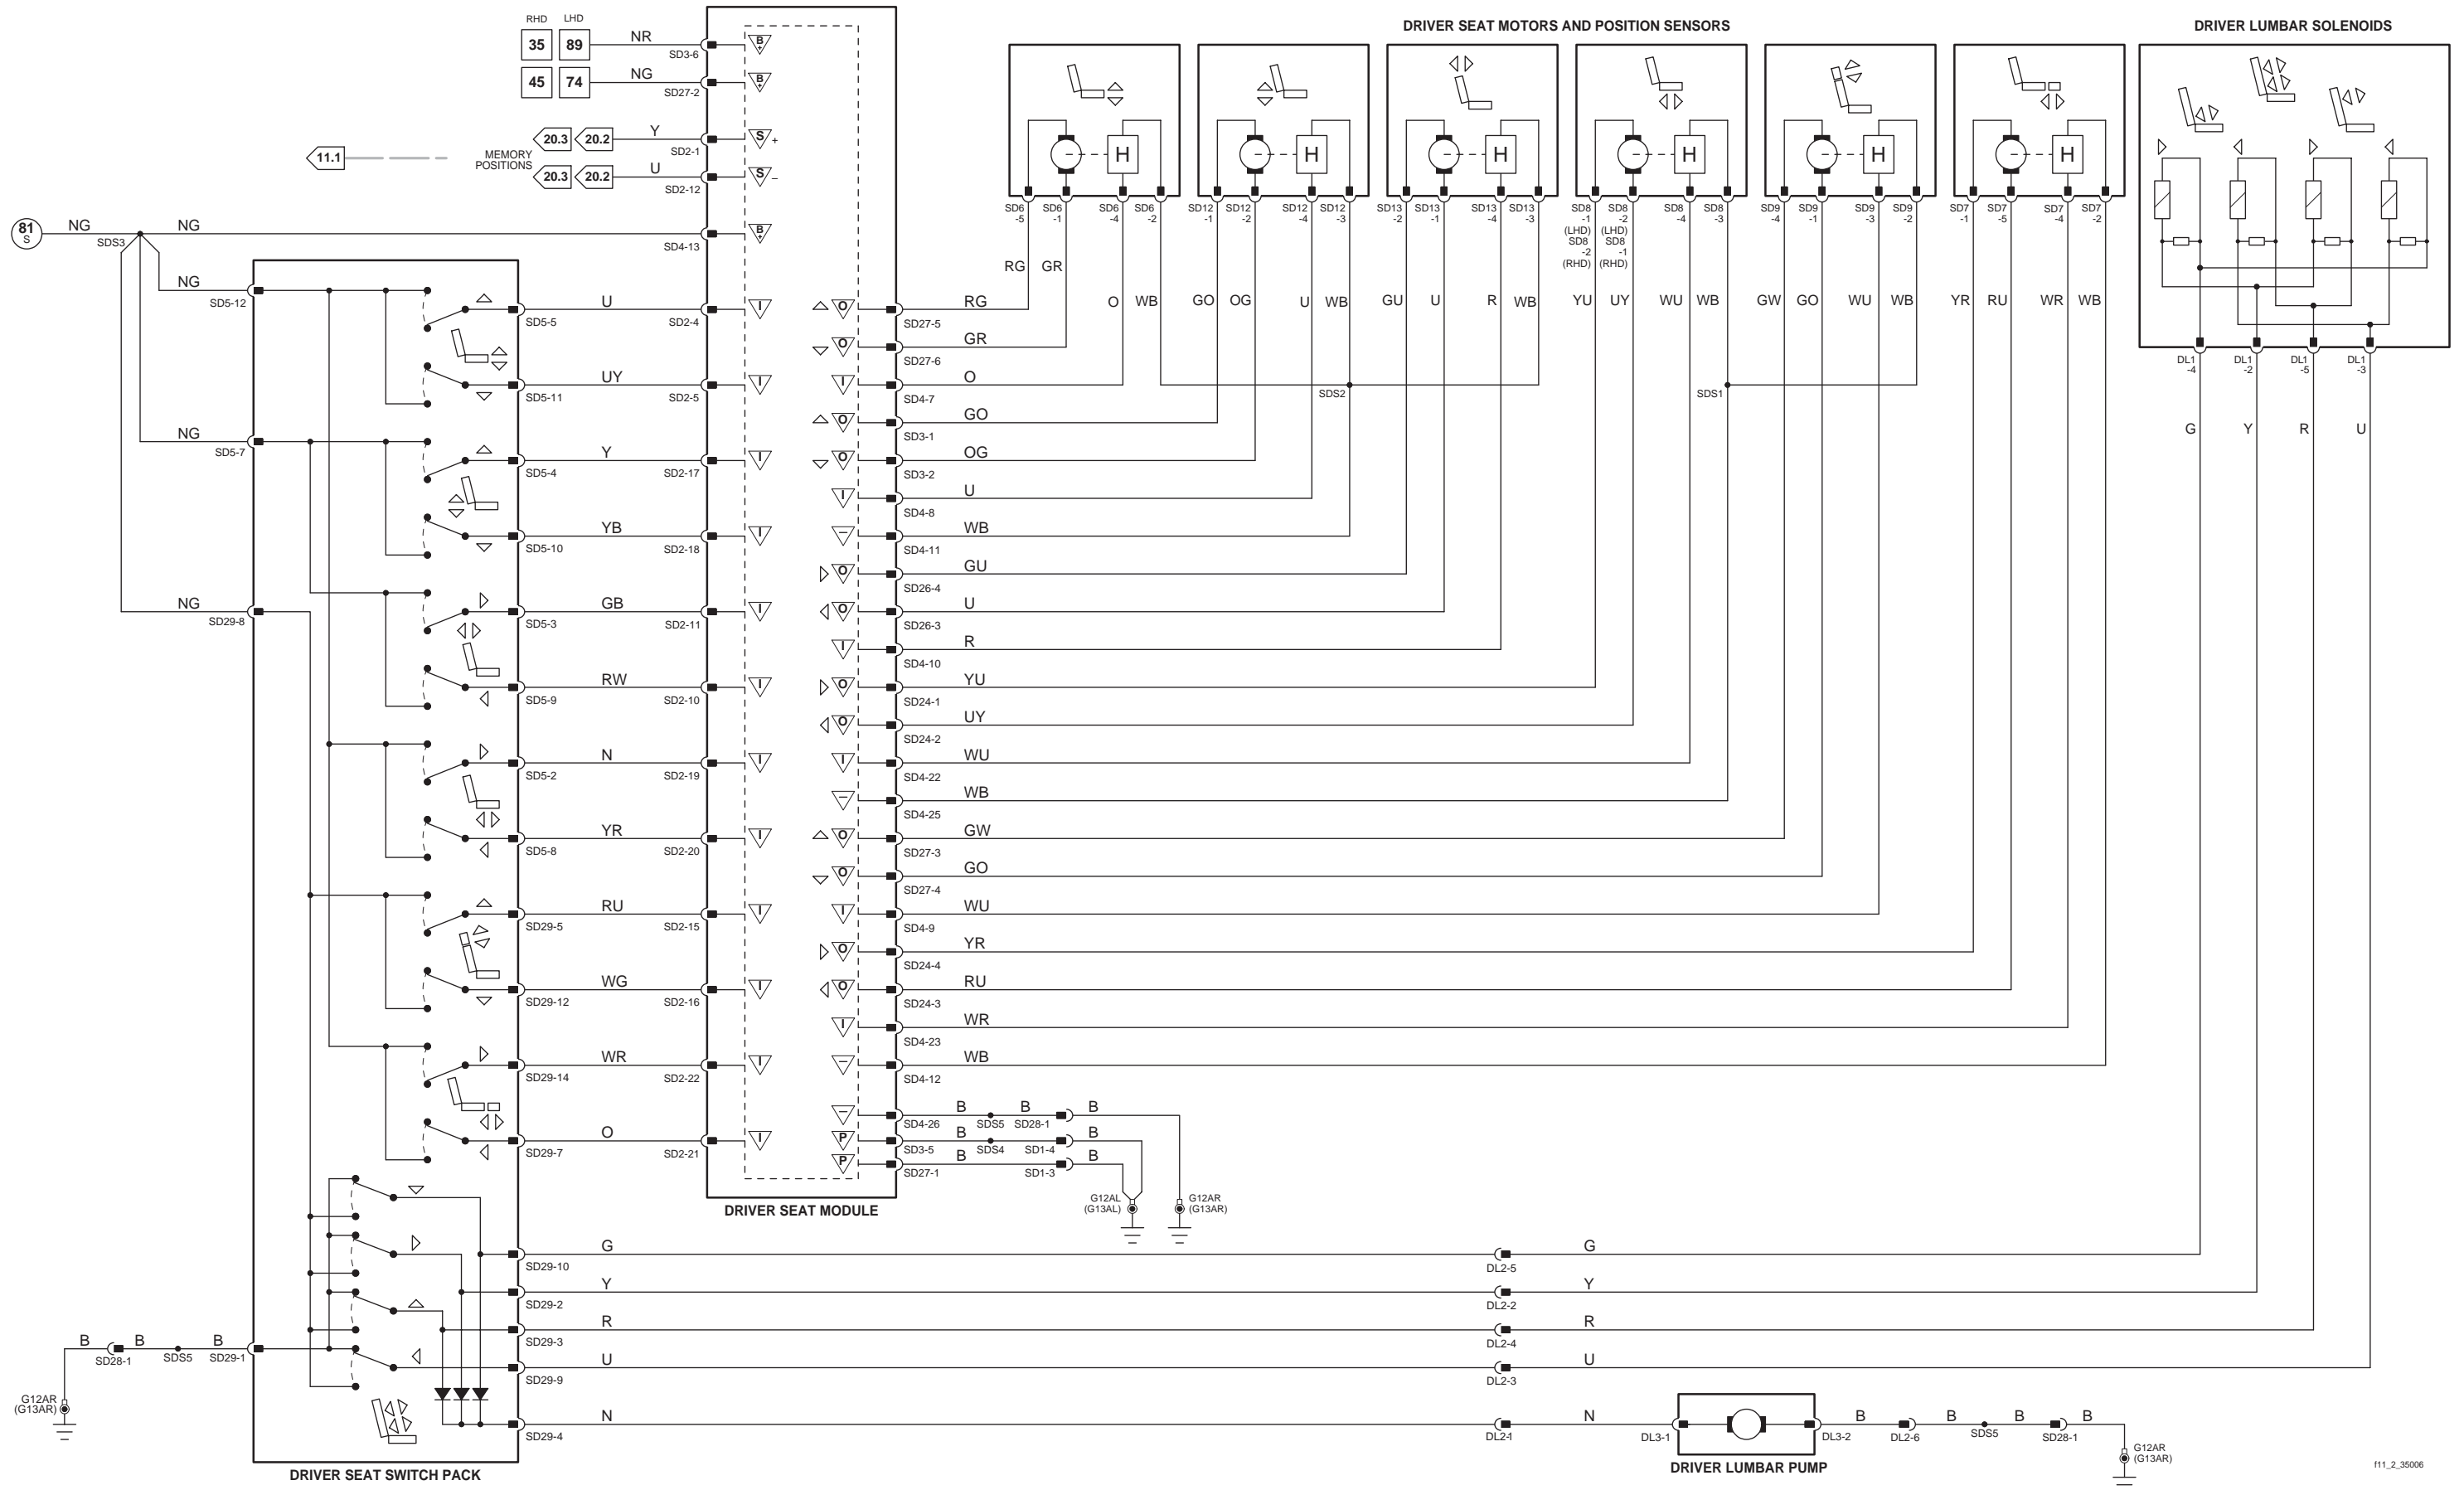 RHD LHD
35 89 NR SD3-6 B+
45 74 NG SD27-2 B+
20.3 20.2 Y SD2-1 S +
11.1 MEMORY
POSITIONS
20.3 20.2 U SD2-12 S –
81
S
NG SDS3 NG SD4-13 B+
NG SD5-12
U SD5-5 SD2-4 I
UY SD5-11 SD2-5 I
NG SD5-7
Y SD5-4 SD2-17 I
YB SD5-10 SD2-18 I
NG SD29-8
GB SD5-3 SD2-11 I
RW SD5-9 SD2-10 I
N SD5-2 SD2-19 I
YR SD5-8 SD2-20 I
RU SD29-5 SD2-15 I
WG SD29-12 SD2-16 I
WR SD29-14 SD2-22 I
O SD29-7 SD2-21 I
O RG SD27-5
O GR SD27-6
I O SD4-7
O GO SD3-1
O OG SD3-2
I U SD4-8
– WB SD4-11
O GU SD26-4
O U SD26-3
I R SD4-10
O YU SD24-1
O UY SD24-2
I WU SD4-22
– WB SD4-25
O GW SD27-3
O GO SD27-4
I WU SD4-9
O YR SD24-4
O RU SD24-3
I WR SD4-23
– WB SD4-12
– SD4-26 B SDS5 B SD28-1 B
P SD3-5 B SDS4 SD1-4 B
P SD27-1 B SD1-3 B
G12AL
(G13AL)
G12AR
(G13AR)
DRIVER SEAT MODULE
DRIVER SEAT MOTORS AND POSITION SENSORS
H H H H H H
SD6
-5
SD6
-1
SD6
-4
SD6
-2
SD12
-1
SD12
-2
SD12
-4
SD12
-3
SD13
-2
SD13
-1
SD13
-4
SD13
-3
SD8
-1
(LHD)
SD8
-2
(RHD)
SD8
-2
(LHD)
SD8
-1
(RHD)
SD8
-4
SD8
-3
SD9
-4
SD9
-1
SD9
-3
SD9
-2
SD7
-1
SD7
-5
SD7
-4
SD7
-2
RG GR
O WB GO OG U WB GU U R WB YU UY WU WB GW GO WU WB YR RU WR WB
SDS2 SDS1
DRIVER LUMBAR SOLENOIDS
DL1
-4
DL1
-2
DL1
-5
DL1
-3
G Y R U
SD29-10 G DL2-5 G
SD29-2 Y DL2-2 Y
SD29-3 R DL2-4 R
SD29-9 U DL2-3 U
SD29-4 N DL2-1 N DL3-1 DL3-2 B DL2-6 B SDS5 B SD28-1 B
B SD28-1 B SDS5 B SD29-1
G12AR
(G13AR)
G12AR
(G13AR)
DRIVER SEAT SWITCH PACK
DRIVER LUMBAR PUMP
f11_2_35006